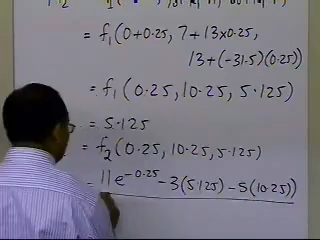 = f₁(0+0.25, 7+13×0.25,
13+(-31.5)(0.25))
= f₁(0.25, 10.25, 5.125)
= 5.125
= f₂(0.25, 10.25, 5.125)
11e^-0.25 - 3(5.125) - 5(10.25))